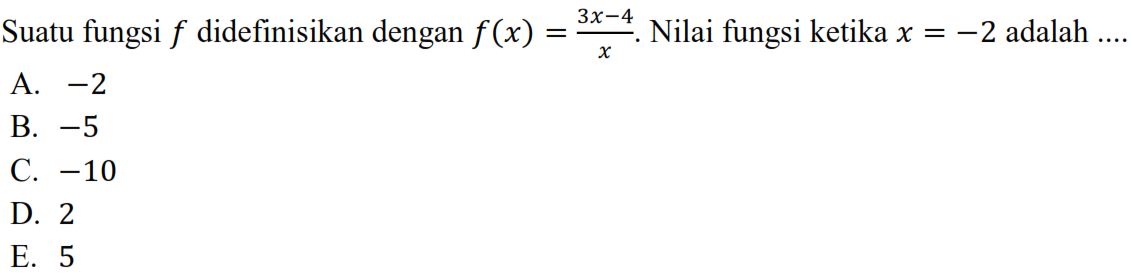 Suatu fungsi f didefinisikan dengan f(x) = (3x−4)/x. Nilai fungsi ketika x = −2 adalah ....
A. −2
B. −5
C. −10
D. 2
E. 5